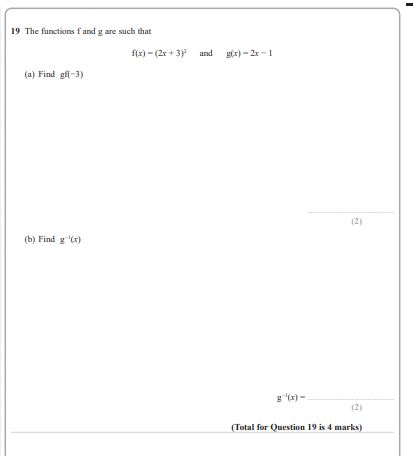 19 The functions f and g are such that
f(x) = (2x + 3)² and g(x) = 2x – 1
(a) Find gf(–3)
(2)
(b) Find g⁻¹(x)
g⁻¹(x) =
(2)
(Total for Question 19 is 4 marks)